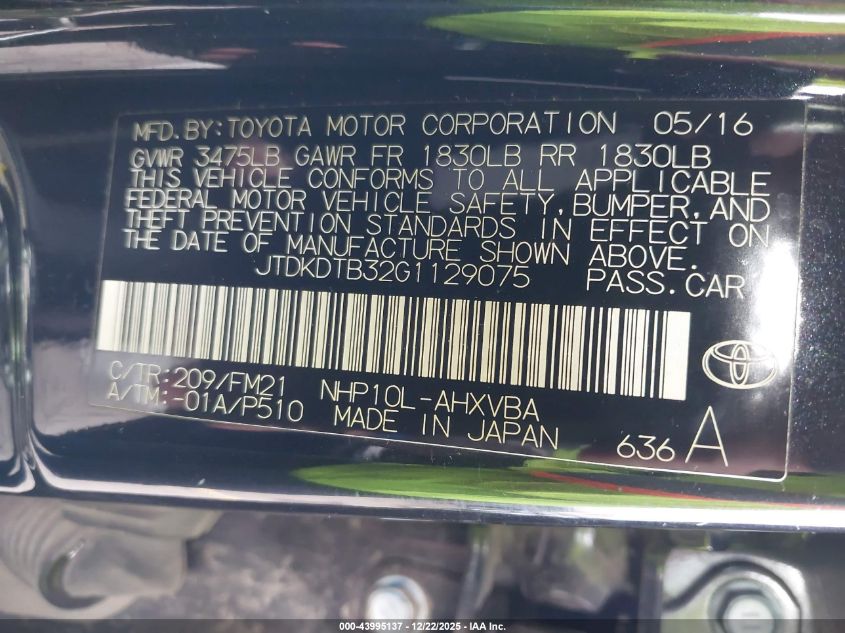 MFD.BY:TOYOTA MOTOR CORPORATION 05/16
GVWR 3475LB GAWR FR 1830LB RR 1830LB
THIS VEHICLE CONFORMS TO ALL APPLICABLE
FEDERAL MOTOR VEHICLE SAFETY,BUMPER,AND
THEFT PREVENTION STANDARDS IN EFFECT ON
THE DATE OF MANUFACTURE SHOWN ABOVE.
JTDKDTB32G1129075 PASS.CAR
C/TR:209/FM21 NHP10L-AHXVBA
A/TM:-01A/P510 MADE IN JAPAN
636 A
000-43995137 - 12/22/2025 - IAA Inc.